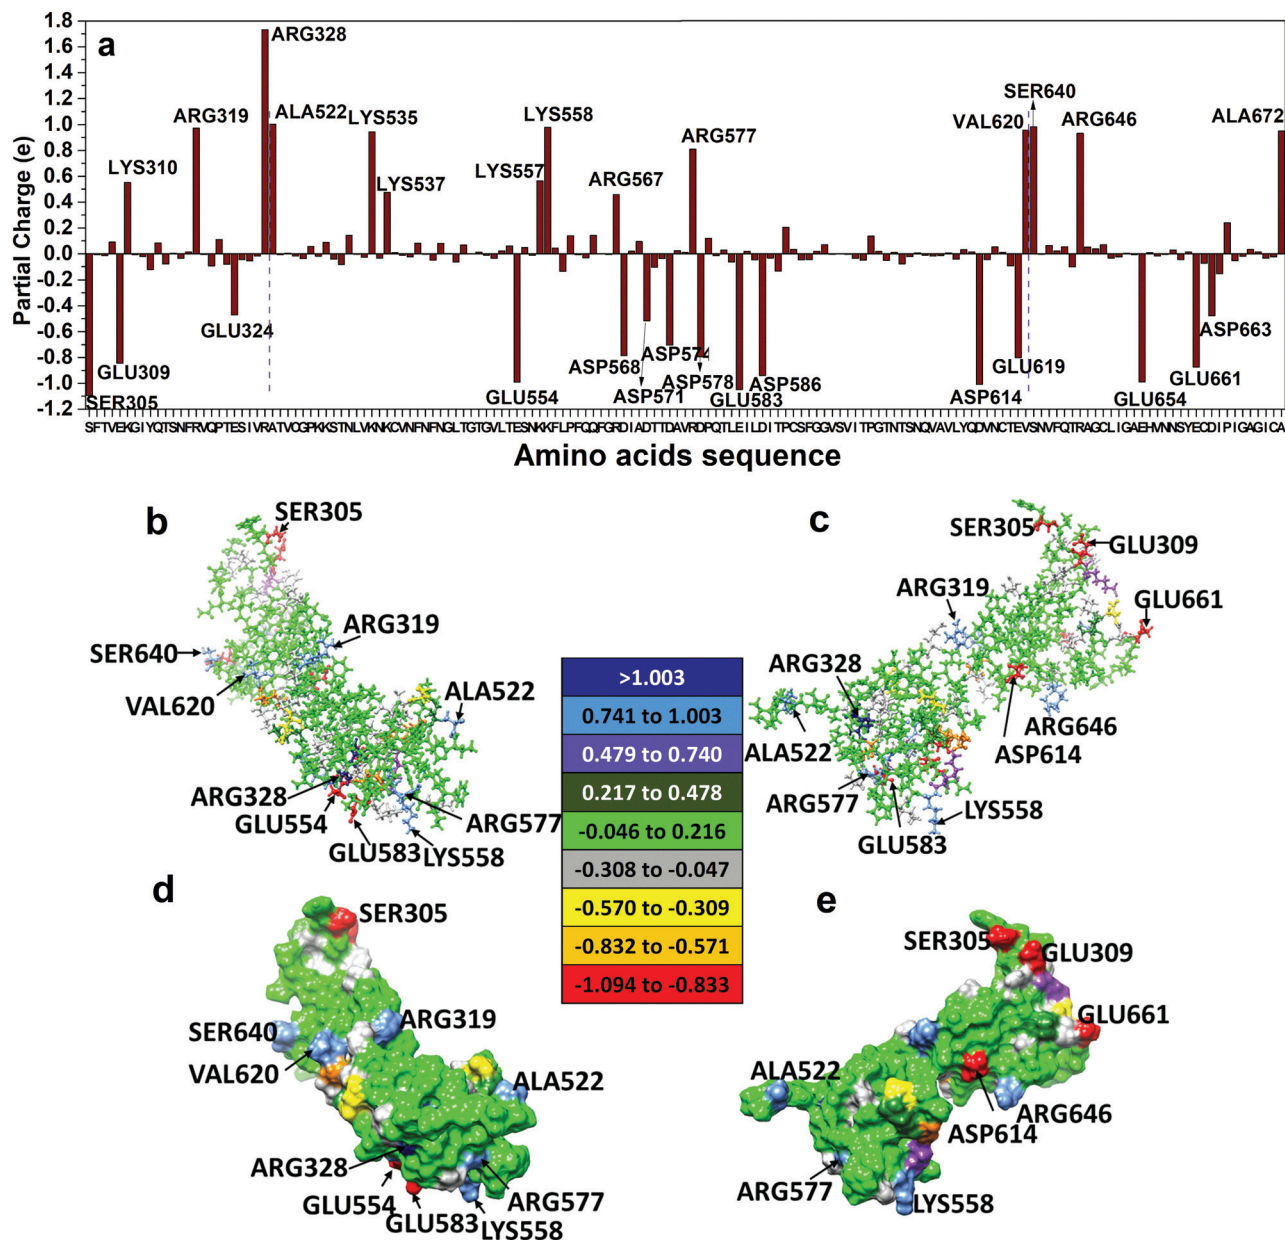 a
1.8
1.6
1.4
1.2
1.0
0.8
0.6
0.4
0.2
0.0
-0.2
-0.4
-0.6
-0.8
-1.0
-1.2
Partial Charge (e)
ARG328
ARG319
ALA522
LYS310
LYS535
LYS537
LYS557
LYS558
ARG567
ARG577
VAL620
SER640
ARG646
ALA672
SER305
GLU309
GLU324
GLU554
ASP568
ASP571
ASP574
ASP578
GLU583
ASP586
ASP614
GLU619
GLU654
GLU661
ASP663
SFTVEKGIYQTSNFRVQPTESIVRATVCGPKKSTNLVKNKCVNFNFNGLTGTGVLTESNKKFLPFQQFGRDIADTTDAVRDPQTLEILDITPCSFGGVSVITPGTNTSNQVAVLYQDVNCTEVSNVFQTRAGCLIGAEHVNNSYECDIPIGAGICA
Amino acids sequence
b
SER305
ARG319
SER640
VAL620
ALA522
ARG328
GLU554
GLU583
ARG577
LYS558
c
SER305
GLU309
ARG319
GLU661
ARG328
ALA522
ARG646
ASP614
ARG577
LYS558
GLU583
>1.003
0.741 to 1.003
0.479 to 0.740
0.217 to 0.478
-0.046 to 0.216
-0.308 to -0.047
-0.570 to -0.309
-0.832 to -0.571
-1.094 to -0.833
d
SER305
SER640
ARG319
VAL620
ALA522
ARG328
GLU554
GLU583
ARG577
LYS558
e
SER305
GLU309
GLU661
ALA522
ARG646
ASP614
ARG577
LYS558